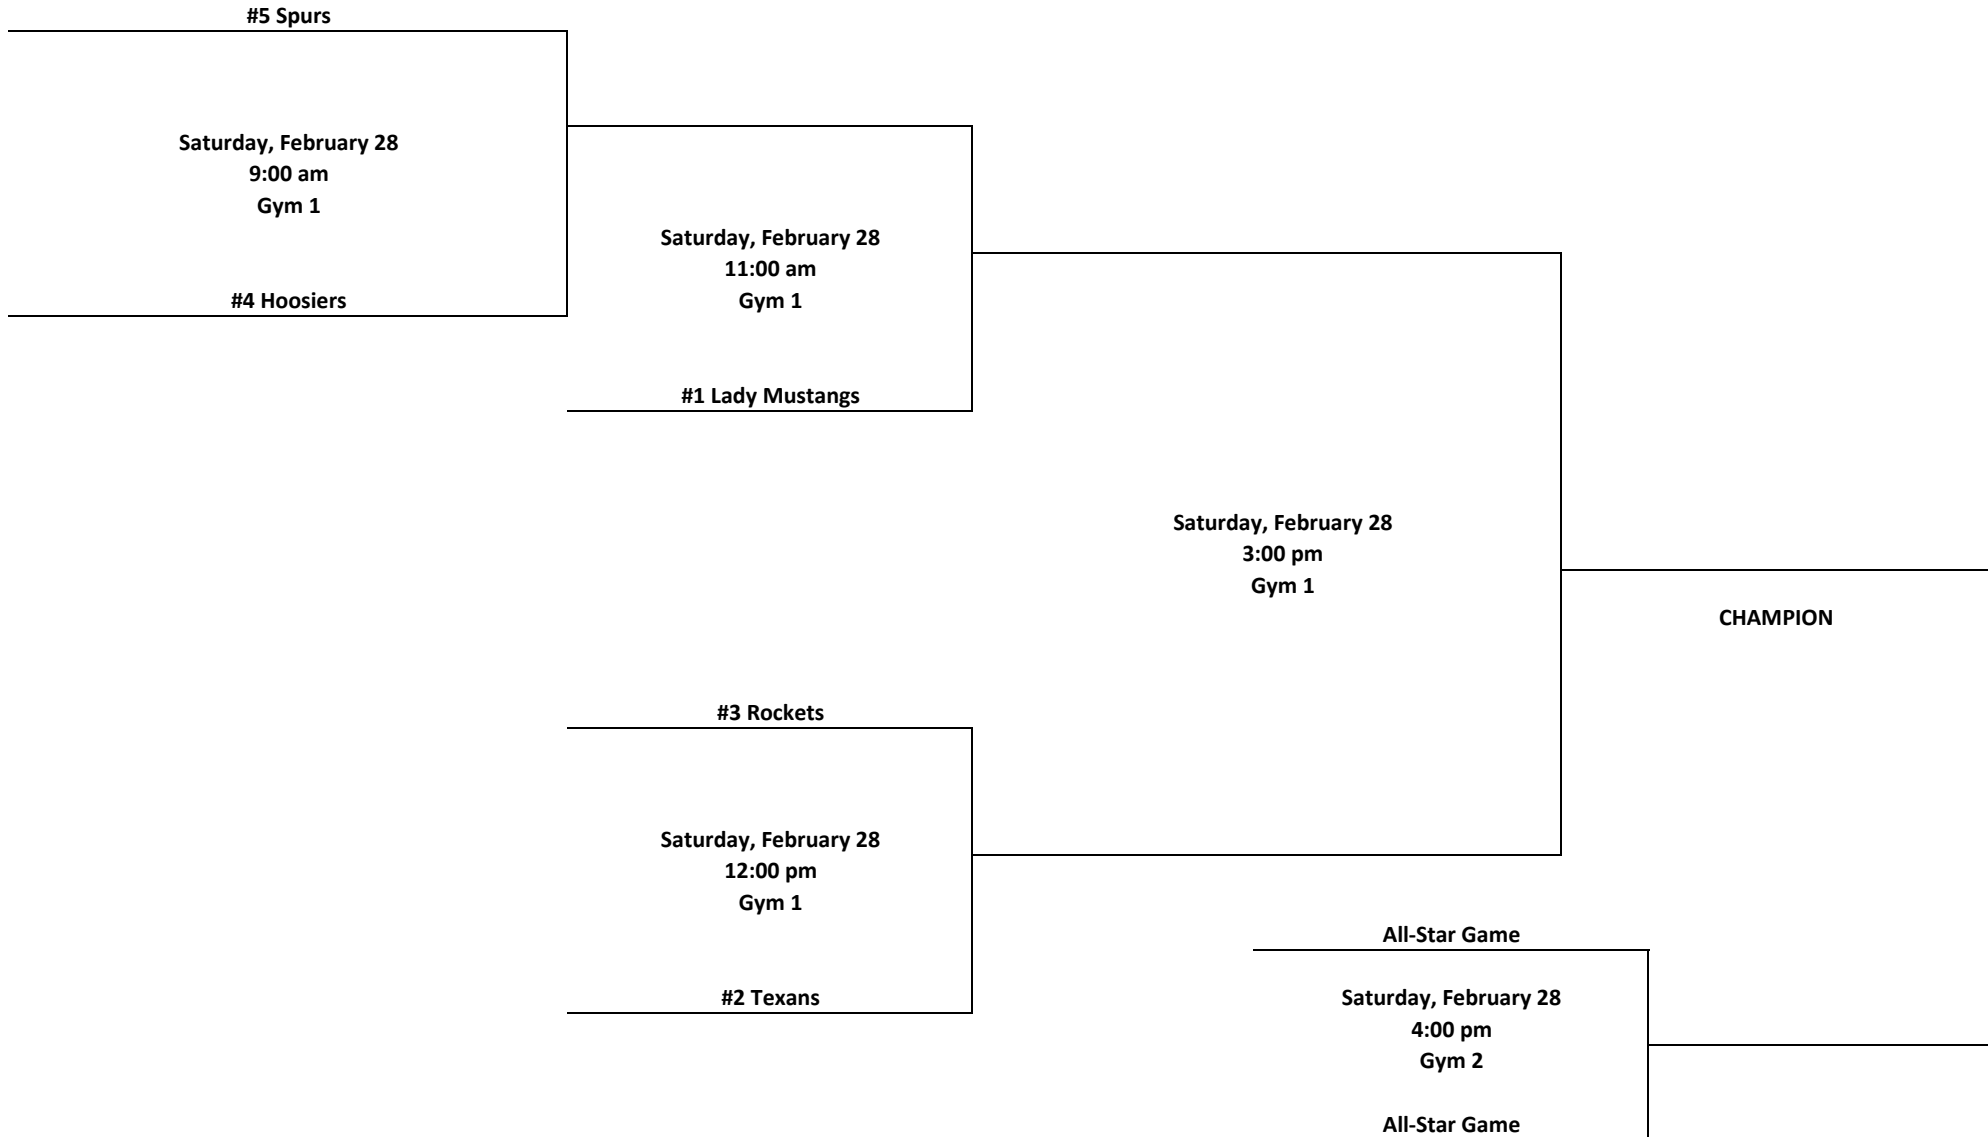 #5 Spurs
Saturday, February 28
9:00 am
Gym 1
#4 Hoosiers
Saturday, February 28
11:00 am
Gym 1
#1 Lady Mustangs
Saturday, February 28
3:00 pm
Gym 1
CHAMPION
#3 Rockets
Saturday, February 28
12:00 pm
Gym 1
#2 Texans
All-Star Game
Saturday, February 28
4:00 pm
Gym 2
All-Star Game